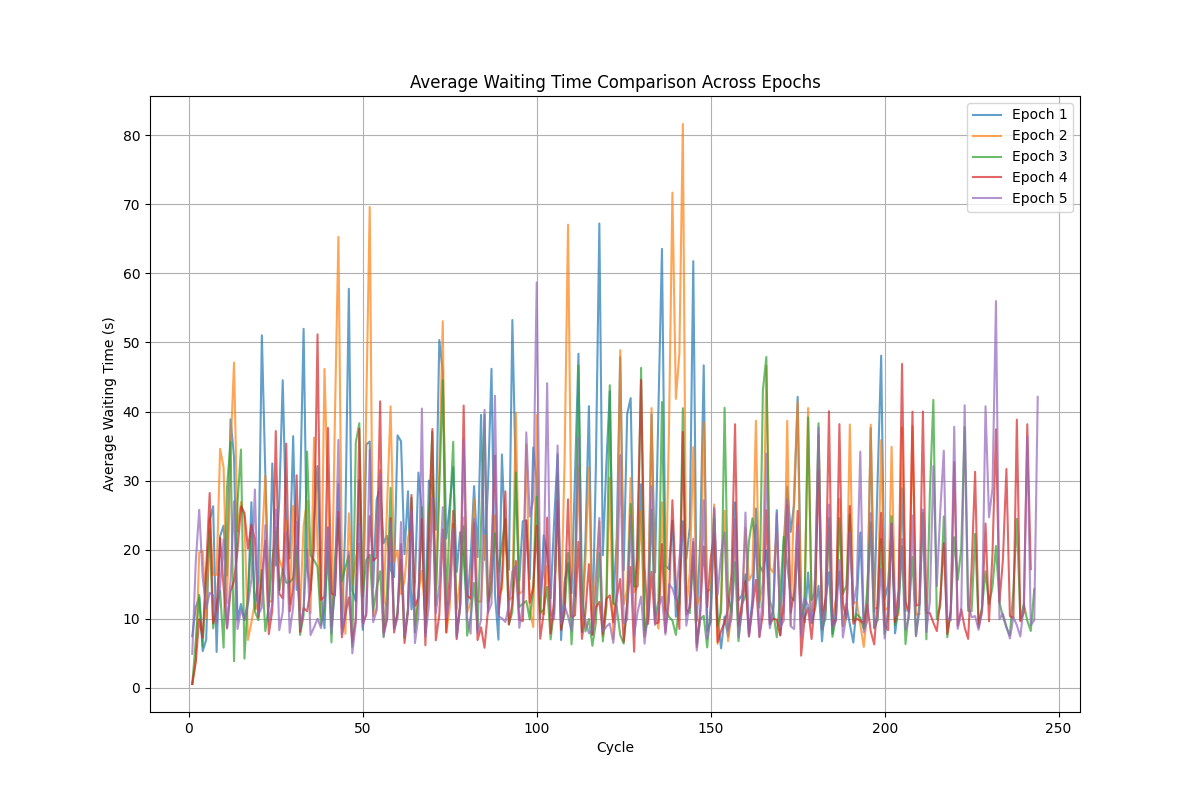 Average Waiting Time Comparison Across Epochs
Epoch 1
Epoch 2
Epoch 3
Epoch 4
Epoch 5
Average Waiting Time (s)
80
70
60
50
40
30
20
10
0
0 50 100 150 200 250
Cycle